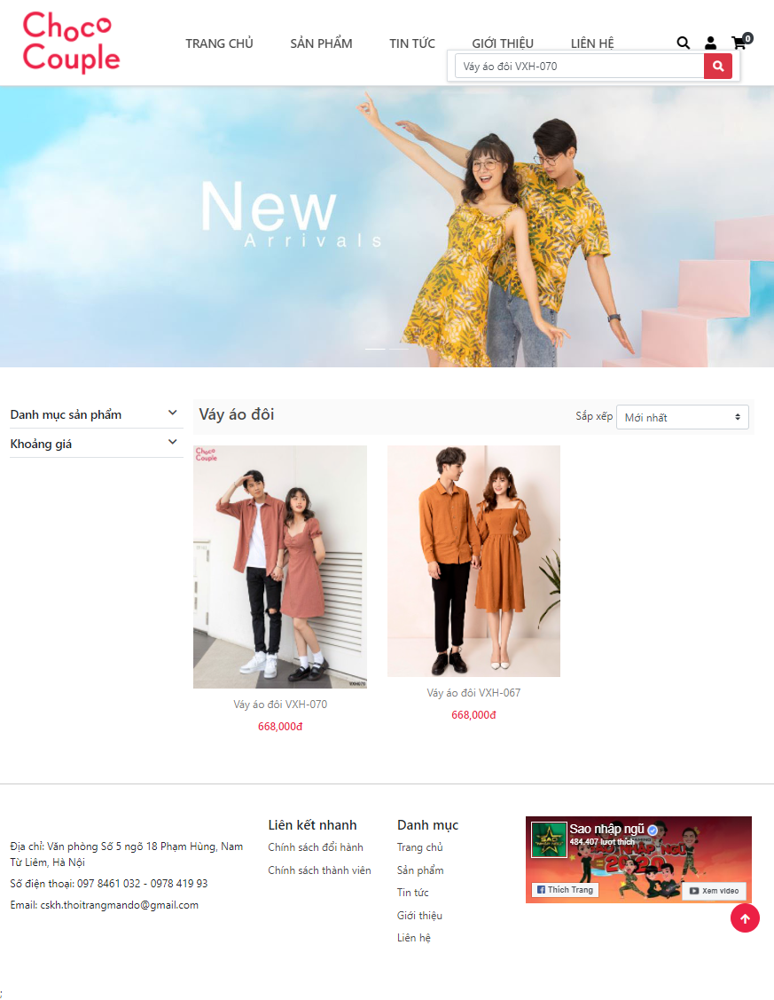 Choco
Couple
TRANG CHỦ
SẢN PHẨM
TIN TỨC
GIỚI THIỆU
LIÊN HỆ
0
Váy áo đôi VXH-070
New
Arrivals
Danh mục sản phẩm
Khoảng giá
Váy áo đôi
Sắp xếp
Mới nhất
Choco
Couple
VXH070
Váy áo đôi VXH-070
668,000đ
Váy áo đôi VXH-067
668,000đ
Địa chỉ: Văn phòng Số 5 ngõ 18 Phạm Hùng, Nam
Từ Liêm, Hà Nội
Số điện thoại: 097 8461 032 - 0978 419 93
Email: cskh.thoitrangmando@gmail.com
Liên kết nhanh
Chính sách đổi hành
Chính sách thành viên
Danh mục
Trang chủ
Sản phẩm
Tin tức
Giới thiệu
Liên hệ
SAO
NHẬP NGŨ
Sao nhập ngũ
484.407 lượt thích
SAO NHẬP NGŨ
2020
Thích Trang
Xem video
;